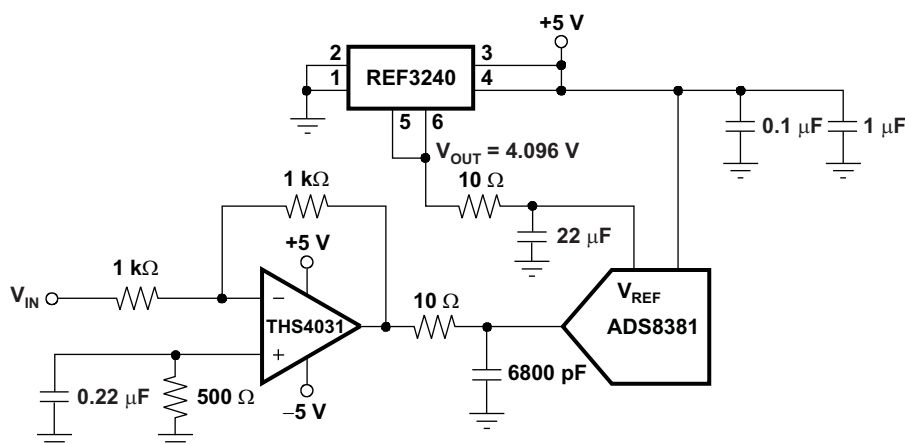 +5 V
2
3
REF3240
1
4
5
6
0.1 μF
1 μF
V_OUT = 4.096 V
1 kΩ
10 Ω
22 μF
+5 V
1 kΩ
V_IN
−
THS4031
+
10 Ω
V_REF
ADS8381
6800 pF
0.22 μF
500 Ω
−5 V